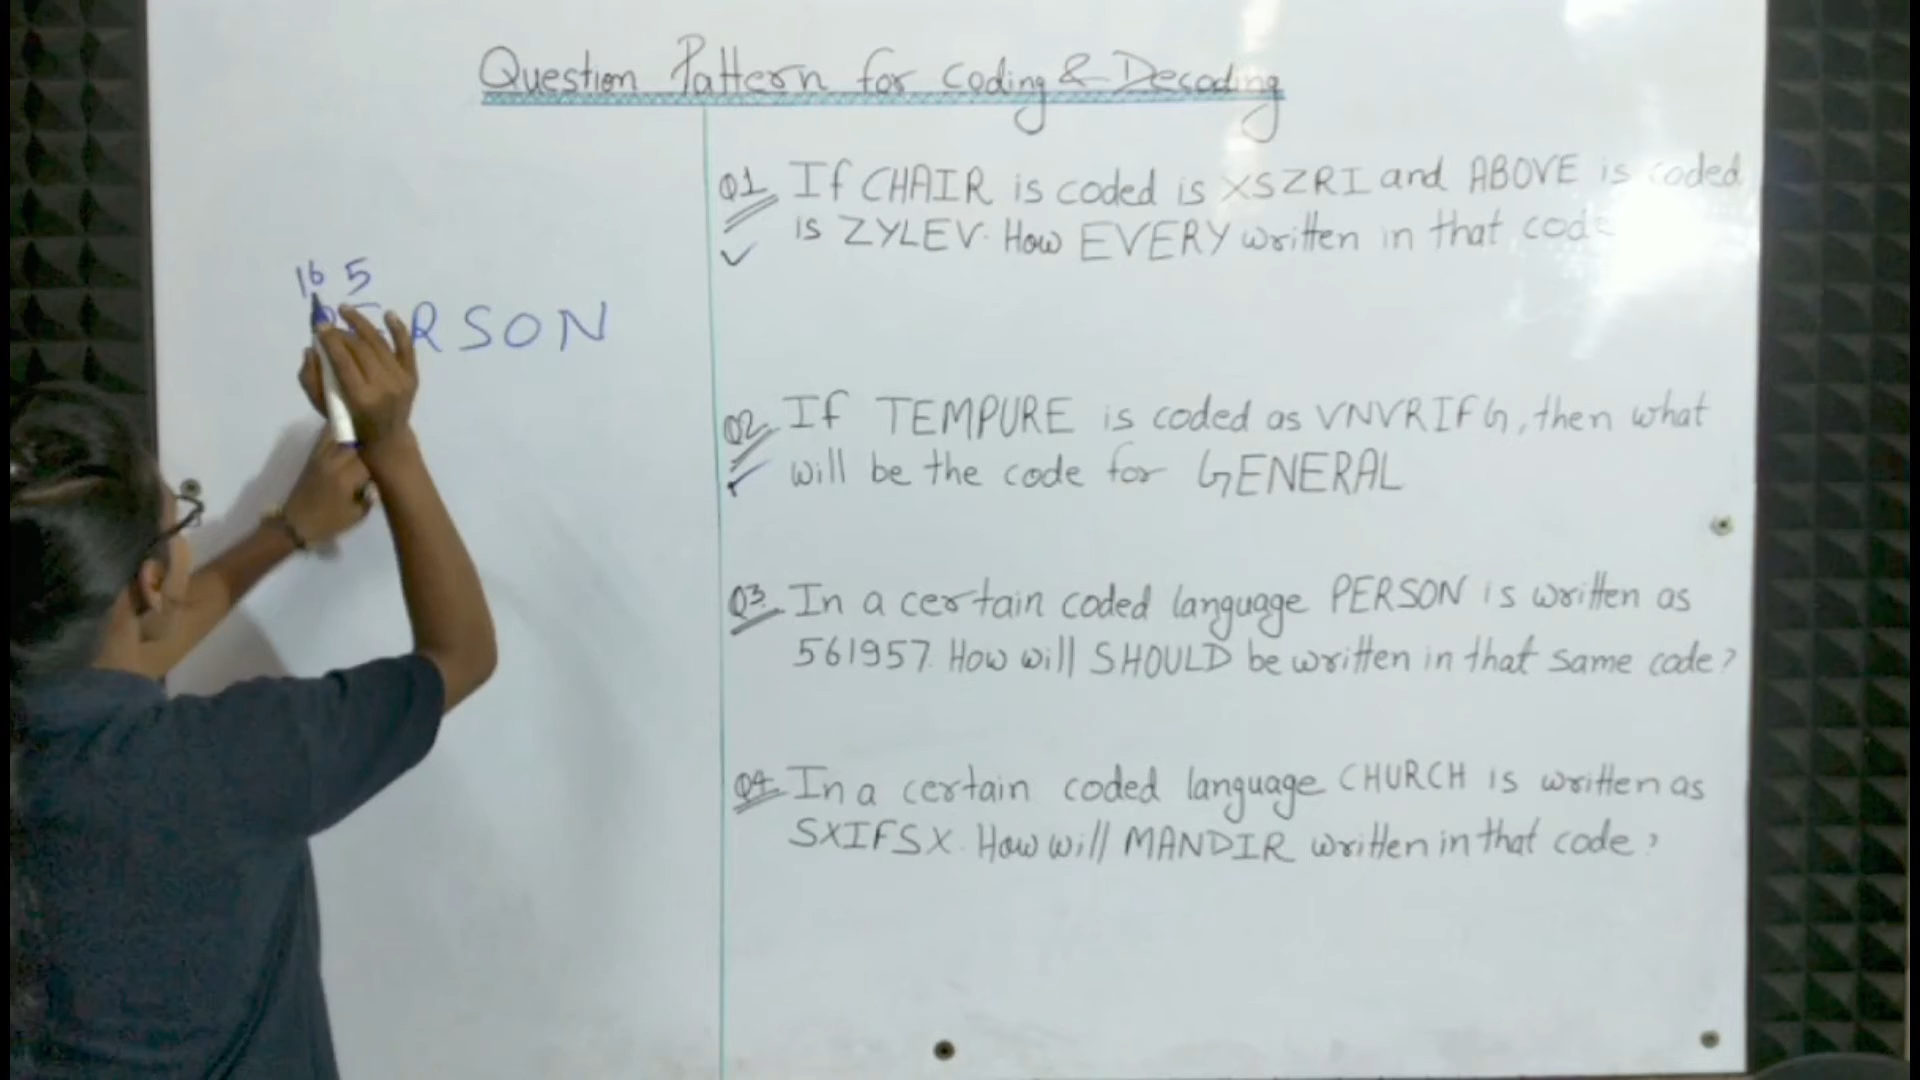 Question Pattern for Coding & Decoding
16 5
RSON
Q1 If CHAIR is coded is XSZRI and ABOVE is coded
is ZYLEV. How EVERY written in that code
Q2. If TEMPURE is coded as VNVRIFG, then what
will be the code for GENERAL
Q3. In a certain coded language PERSON is written as
561957. How will SHOULD be written in that same code?
Q4. In a certain coded language CHURCH is written as
SXIFSX. How will MANDIR written in that code?